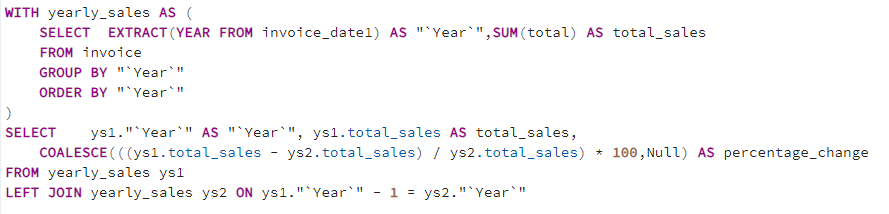 WITH yearly_sales AS (
    SELECT  EXTRACT(YEAR FROM invoice_date1) AS "`Year`",SUM(total) AS total_sales
    FROM invoice
    GROUP BY "`Year`"
    ORDER BY "`Year`"
)
SELECT    ys1."`Year`" AS "`Year`", ys1.total_sales AS total_sales,
    COALESCE(((ys1.total_sales - ys2.total_sales) / ys2.total_sales) * 100,Null) AS percentage_change
FROM yearly_sales ys1
LEFT JOIN yearly_sales ys2 ON ys1."`Year`" - 1 = ys2."`Year`"